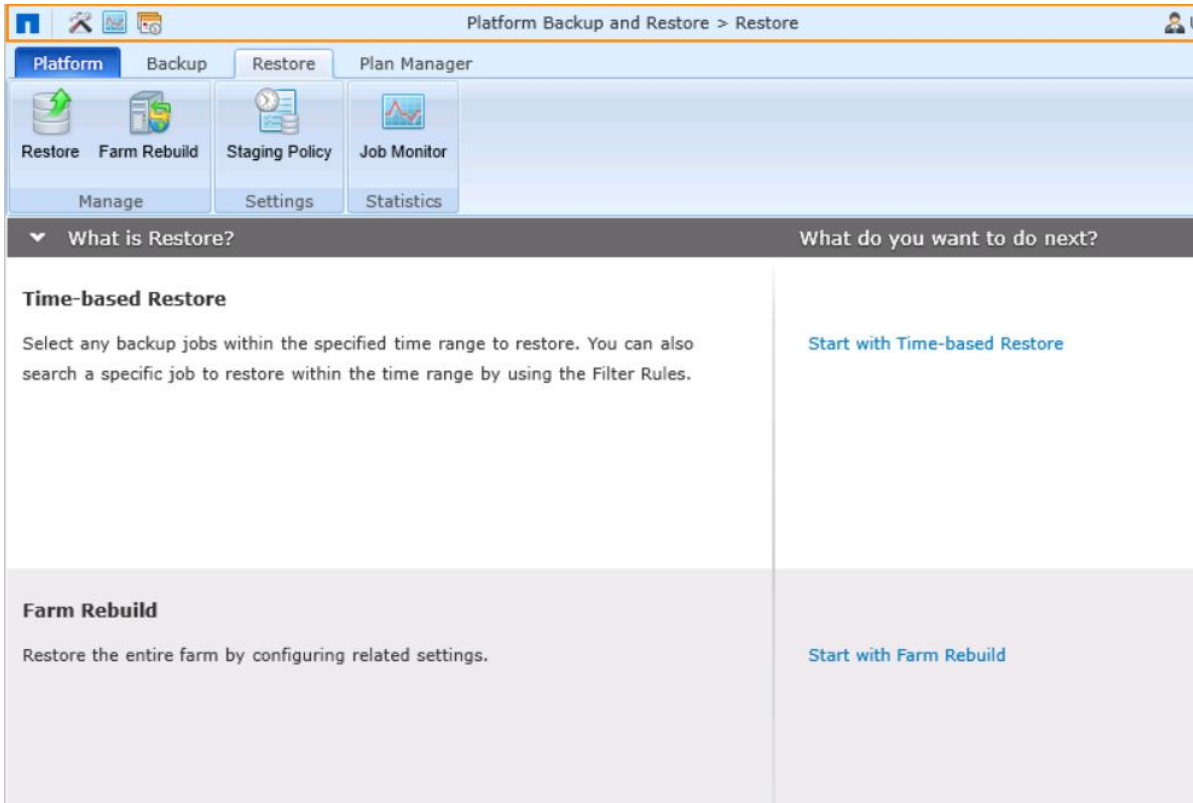 Platform Backup and Restore > Restore
Platform Backup Restore Plan Manager
Restore Farm Rebuild Staging Policy Job Monitor
Manage Settings Statistics
What is Restore? What do you want to do next?
Time-based Restore
Select any backup jobs within the specified time range to restore. You can also Start with Time-based Restore
search a specific job to restore within the time range by using the Filter Rules.
Farm Rebuild
Restore the entire farm by configuring related settings. Start with Farm Rebuild